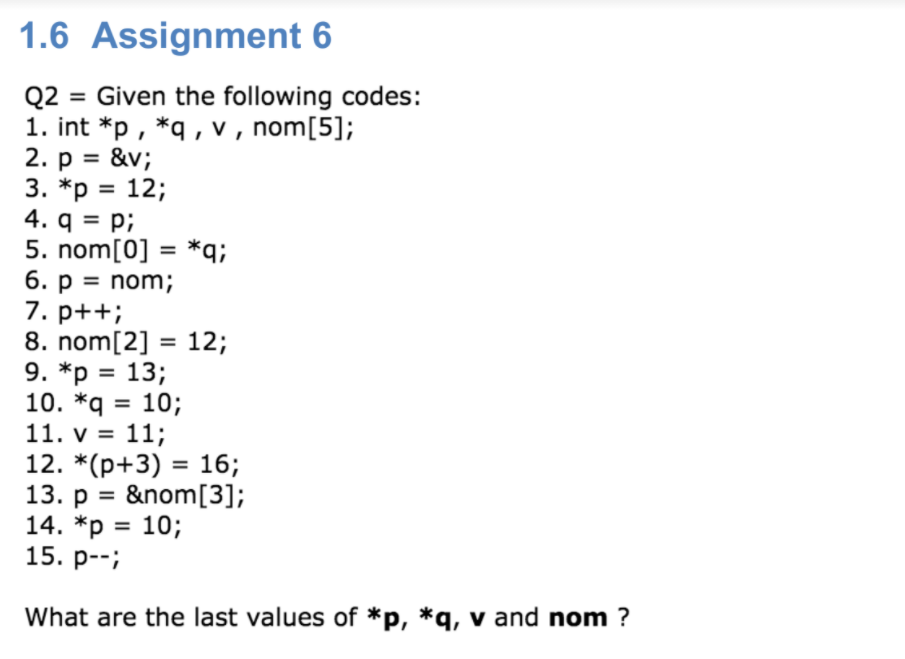 1.6 Assignment 6
Q2 = Given the following codes:
1. int *p , *q , v , nom[5];
2. p = &v;
3. *p = 12;
4. q = p;
5. nom[0] = *q;
6. p = nom;
7. p++;
8. nom[2] = 12;
9. *p = 13;
10. *q = 10;
11. v = 11;
12. *(p+3) = 16;
13. p = &nom[3];
14. *p = 10;
15. p--;
What are the last values of *p, *q, v and nom ?